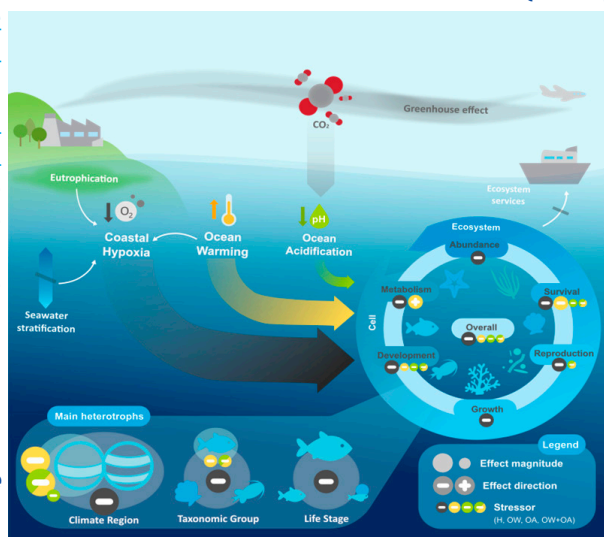 Greenhouse effect
CO₂
Eutrophication
Ecosystem
services
O₂
pH
Coastal
Hypoxia
Ocean
Warming
Ocean
Acidification
Seawater
stratification
Ecosystem
Abundance
Cell
Metabolism
Survival
Overall
Development
Reproduction
Growth
Main heterotrophs
Climate Region
Taxonomic Group
Life Stage
Legend
Effect magnitude
Effect direction
Stressor
(H, OW, OA, OW+OA)